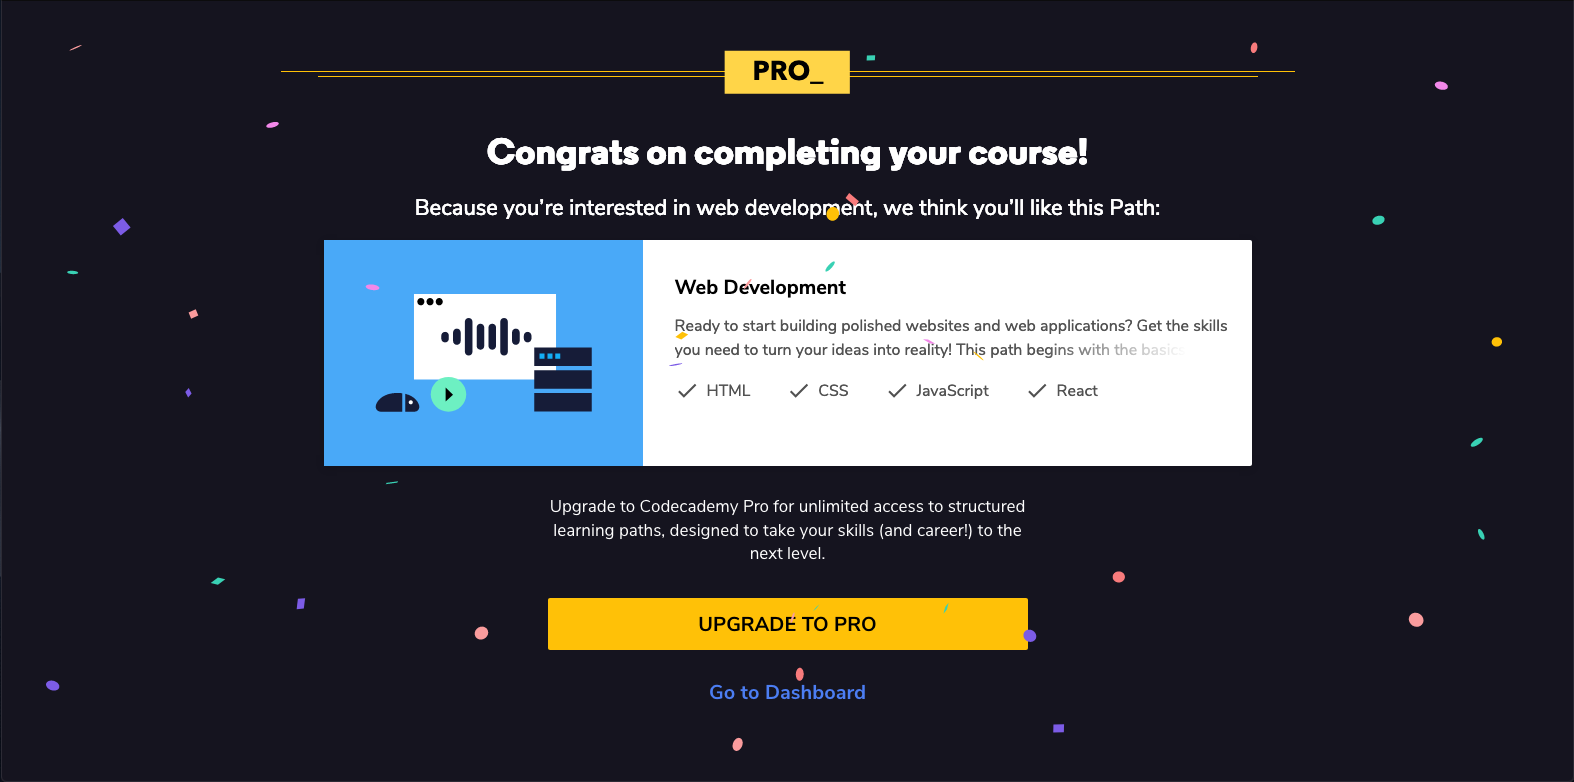 PRO_
Congrats on completing your course!
Because you're interested in web development, we think you'll like this Path:
Web Development
Ready to start building polished websites and web applications? Get the skills
you need to turn your ideas into reality! This path begins with the basics
HTML CSS JavaScript React
Upgrade to Codecademy Pro for unlimited access to structured
learning paths, designed to take your skills (and career!) to the
next level.
UPGRADE TO PRO
Go to Dashboard